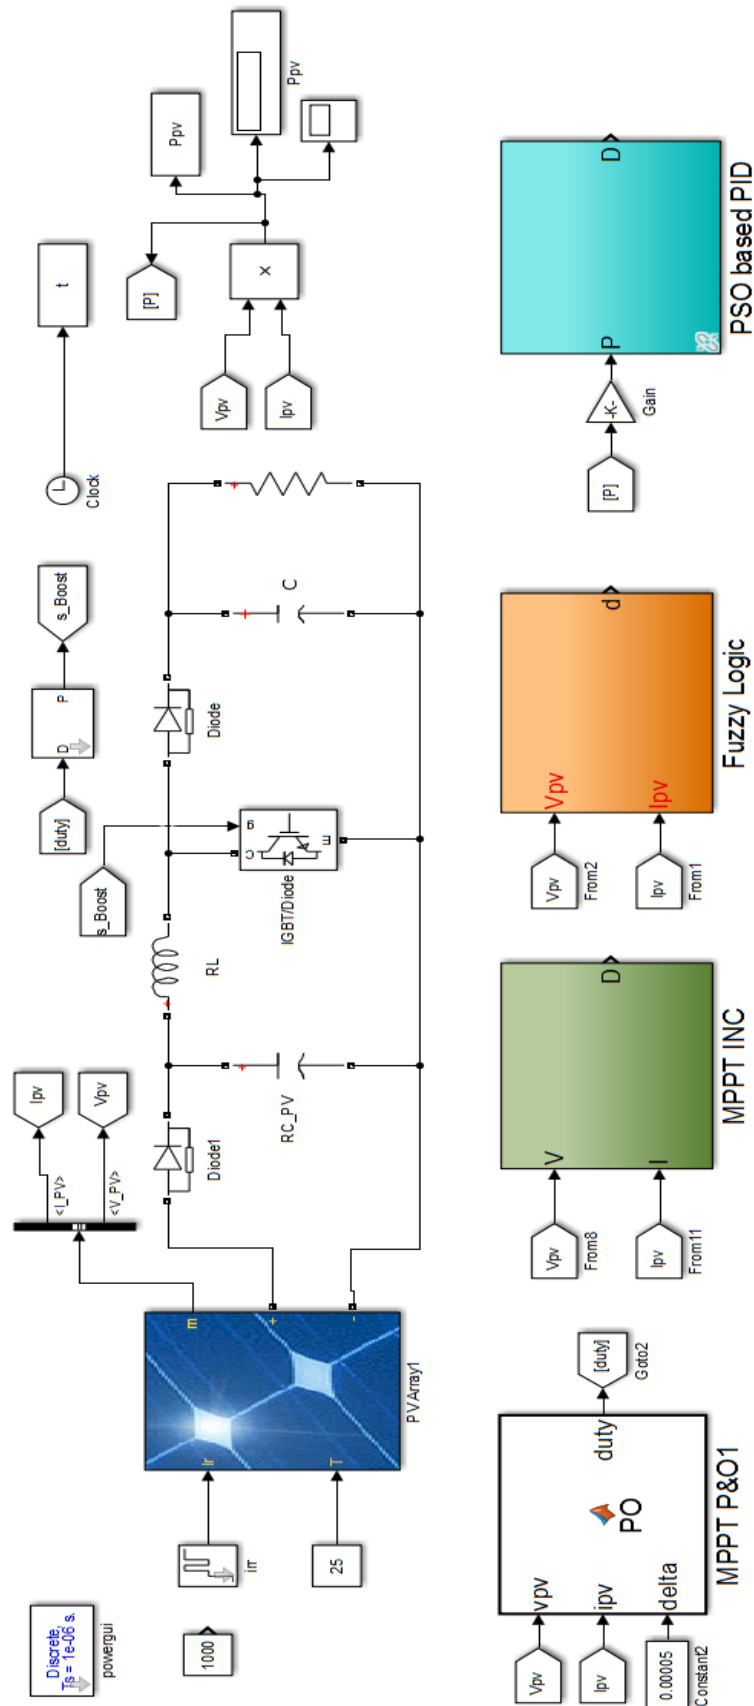 Discrete,
Ts = 1e-06 s.
powergui
1000
irr
25
Ir
T
m
+
-
PV Array1
<I_PV>
<V_PV>
Ipv
Vpv
Diode1
+
RC_PV
+
RL
s_Boost
[duty]
D
P
s_Boost
g
C
E
IGBT/Diode
Diode
+
C
+
Clock
t
Vpv
Ipv
×
[P]
Ppv
Ppv
Vpv
Ipv
0.00005
Constant2
vpv
ipv
delta
PO
duty
[duty]
Goto2
MPPT P&O1
Vpv
From8
Ipv
From11
V
I
D
MPPT INC
Vpv
From2
Ipv
From1
Vpv
Ipv
d
Fuzzy Logic
[P]
-K-
Gain
P
D
PSO based PID